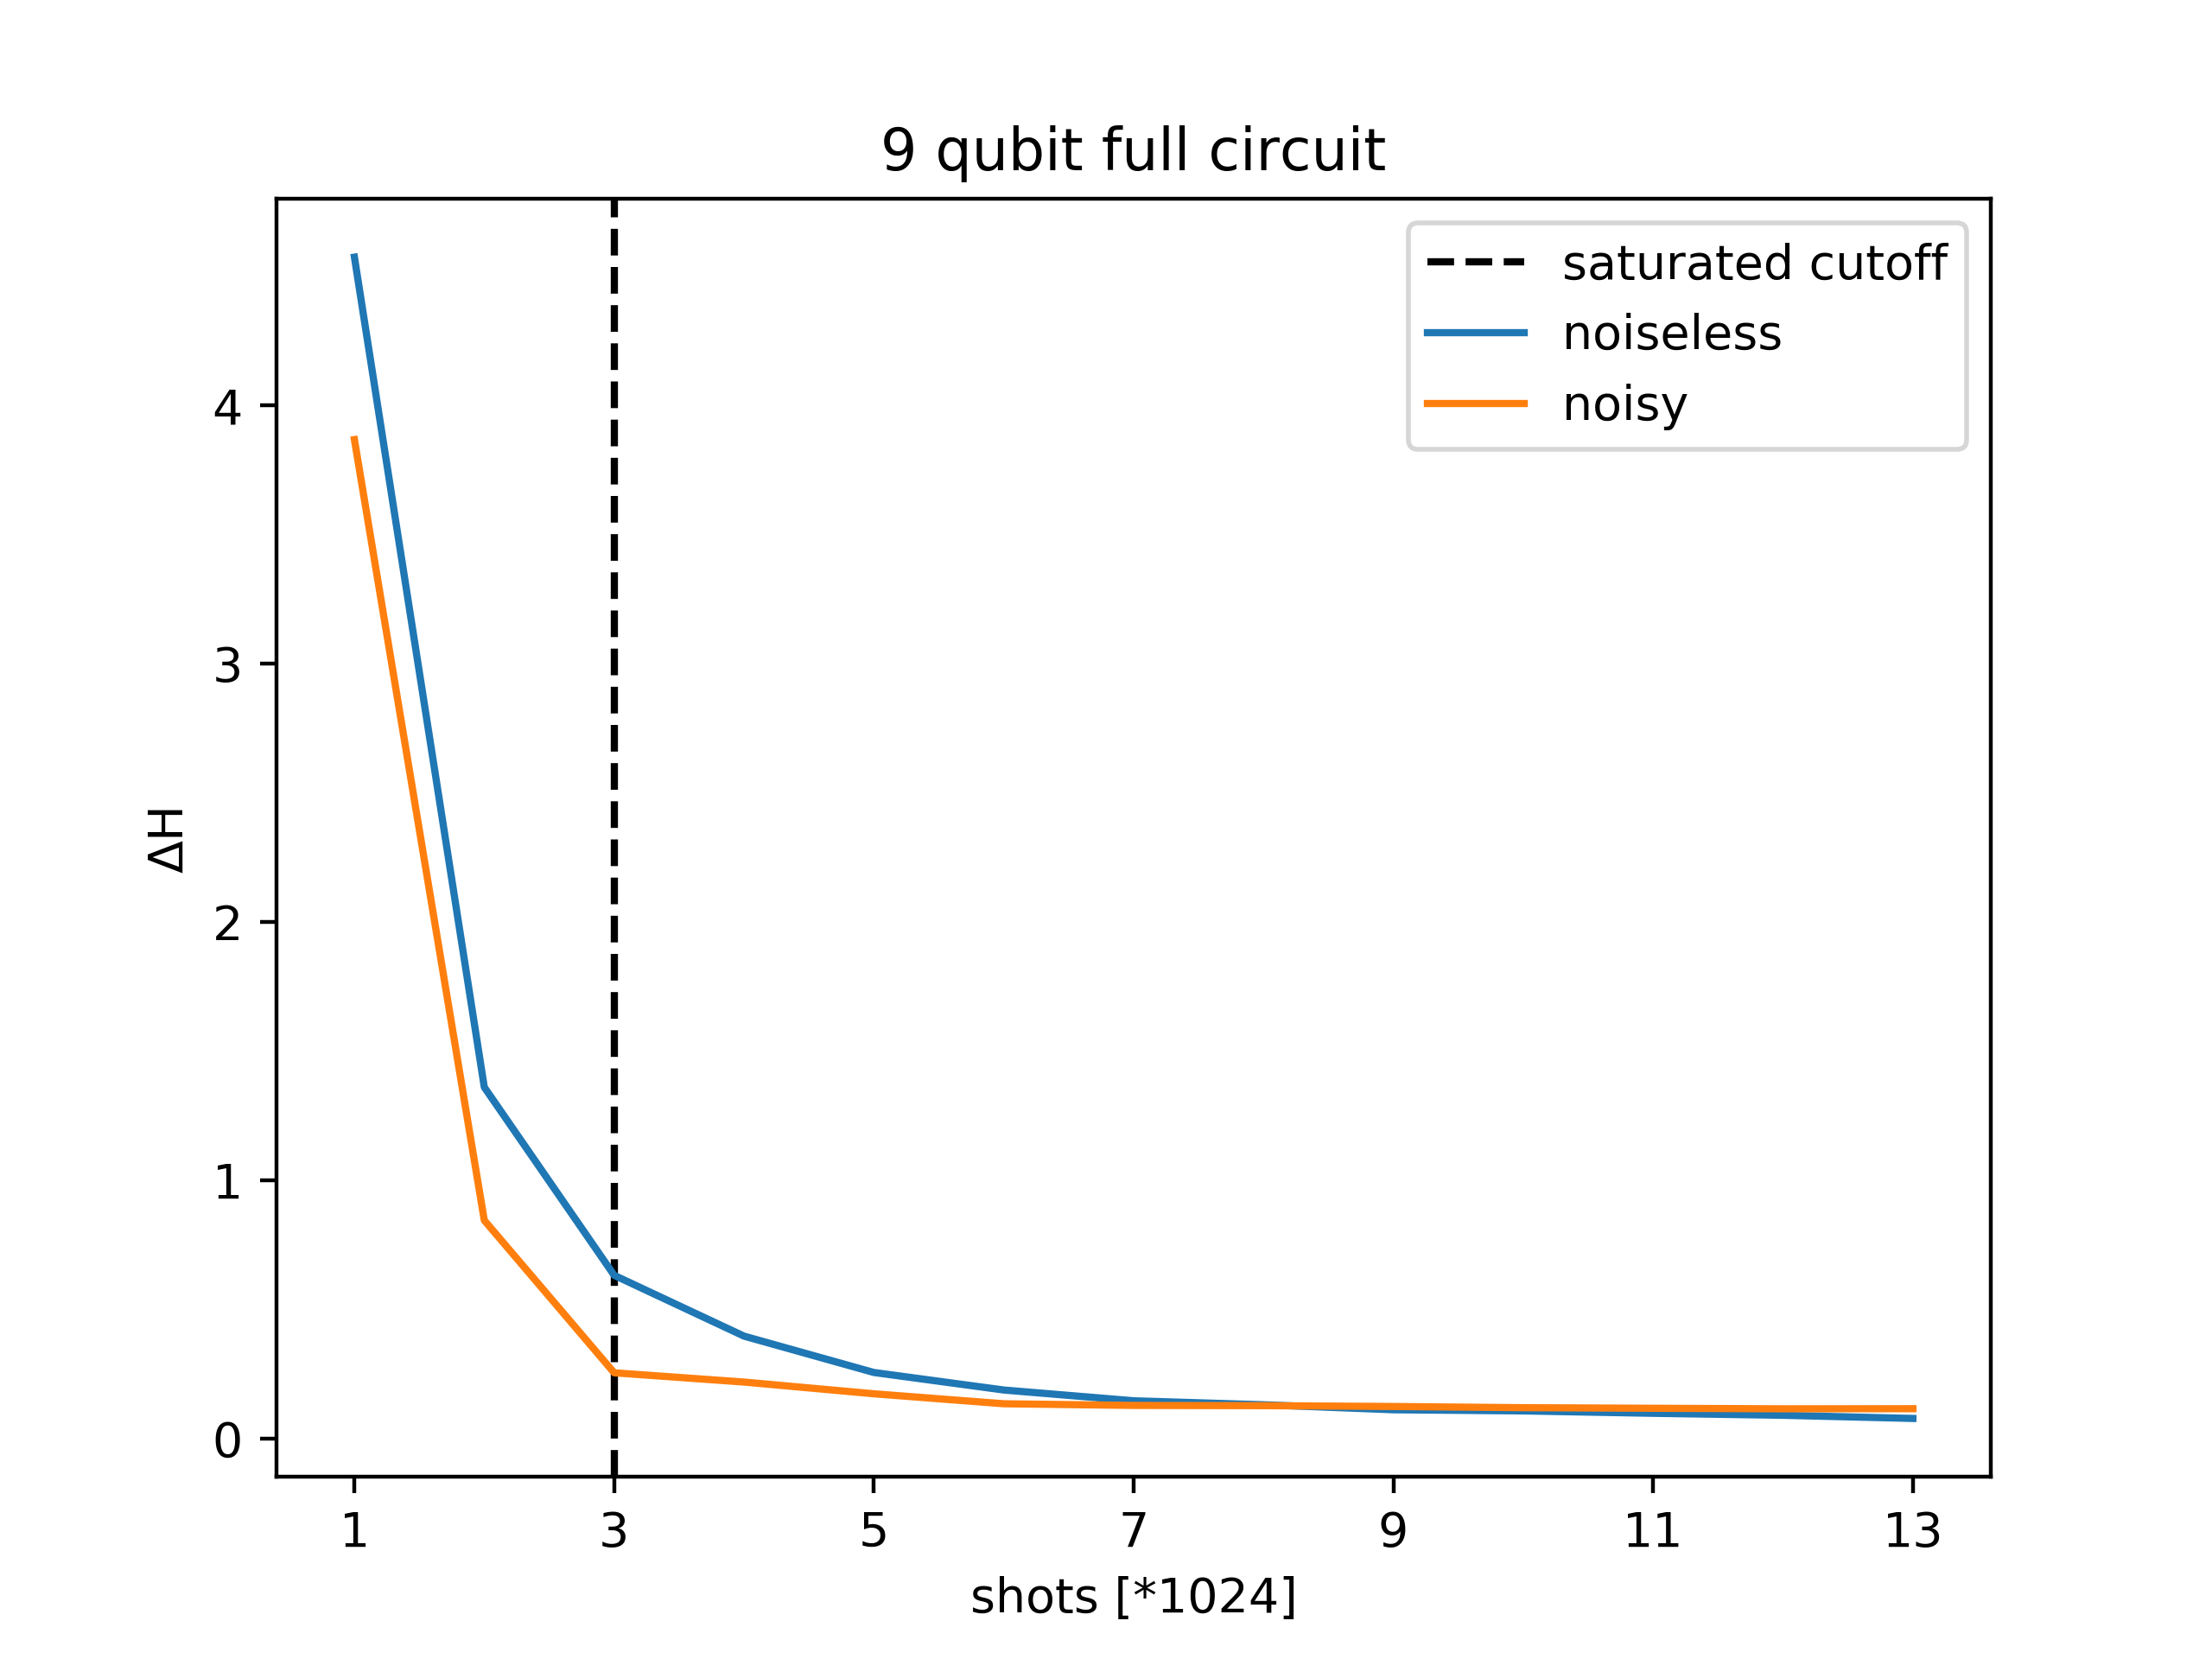 9 qubit full circuit
saturated cutoff
noiseless
noisy
4
3
2
1
0
ΔH
1 3 5 7 9 11 13
shots [*1024]